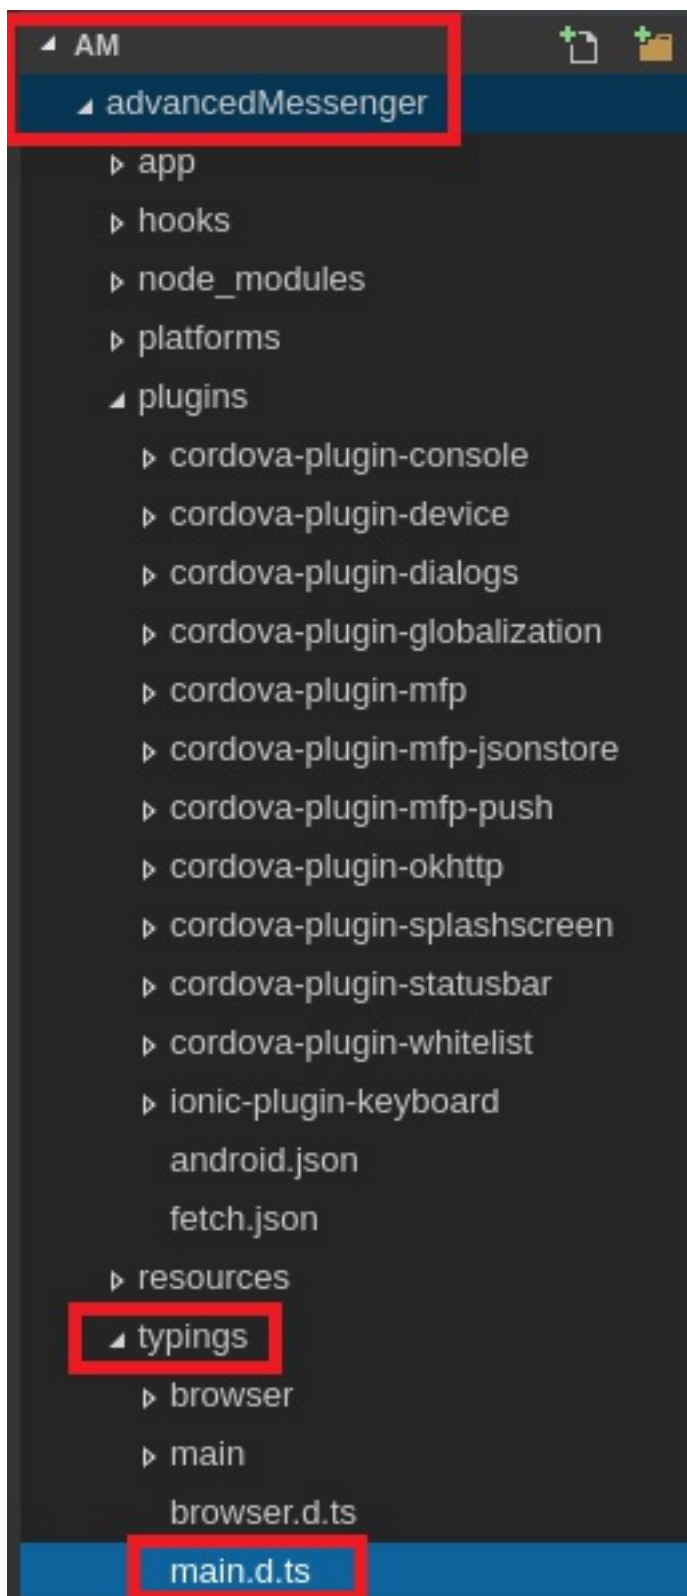 AM
advancedMessenger
app
hooks
node_modules
platforms
plugins
cordova-plugin-console
cordova-plugin-device
cordova-plugin-dialogs
cordova-plugin-globalization
cordova-plugin-mfp
cordova-plugin-mfp-jsonstore
cordova-plugin-mfp-push
cordova-plugin-okhttp
cordova-plugin-splashscreen
cordova-plugin-statusbar
cordova-plugin-whitelist
ionic-plugin-keyboard
android.json
fetch.json
resources
typings
browser
main
browser.d.ts
main.d.ts